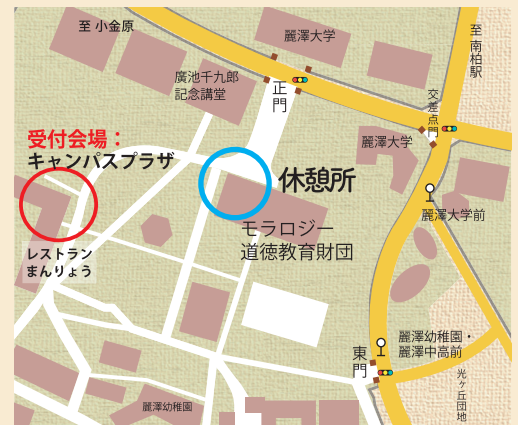 至 小金原
麗澤大学
至 南柏駅
廣池千九郎
記念講堂
正門
交差点門
受付会場：
キャンパスプラザ
麗澤大学
休憩所
麗澤大学前
モラロジー
道徳教育財団
レストラン
まんりょう
麗澤幼稚園・
麗澤中高前
東門
光ヶ丘団地
麗澤幼稚園